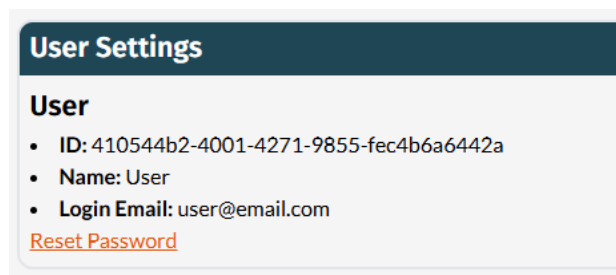 User Settings
User
• ID: 410544b2-4001-4271-9855-fec4b6a6442a
• Name: User
• Login Email: user@email.com
Reset Password